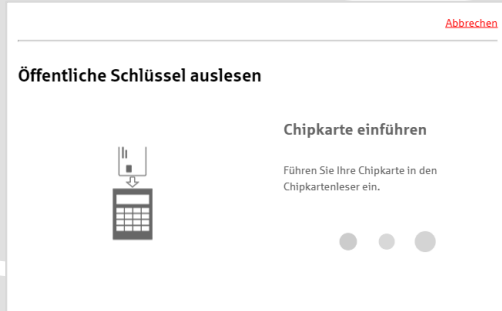 Abbrechen
Öffentliche Schlüssel auslesen
Chipkarte einführen
Führen Sie Ihre Chipkarte in den
Chipkartenleser ein.